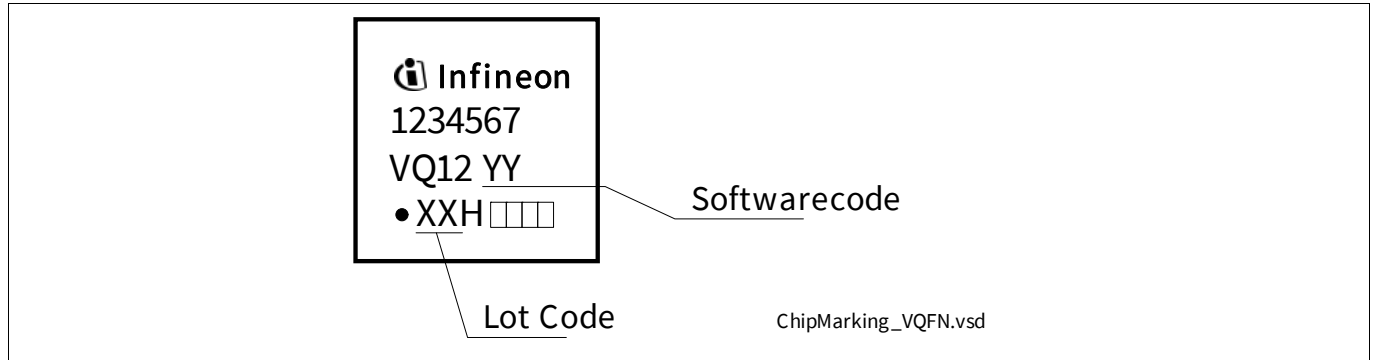 Infineon
1234567
VQ12 YY
●XXH
Softwarecode
Lot Code
ChipMarking_VQFN.vsd